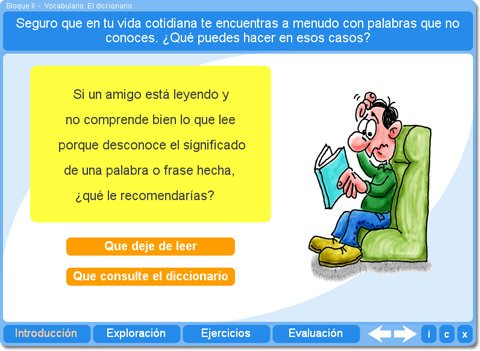 Bloque II - Vocabulario. El diccionario.
Seguro que en tu vida cotidiana te encuentras a menudo con palabras que no
conoces. ¿Qué puedes hacer en esos casos?
Si un amigo está leyendo y
no comprende bien lo que lee
porque desconoce el significado
de una palabra o frase hecha,
¿qué le recomendarías?
Que deje de leer
Que consulte el diccionario
Introducción Exploración Ejercicios Evaluación i c x